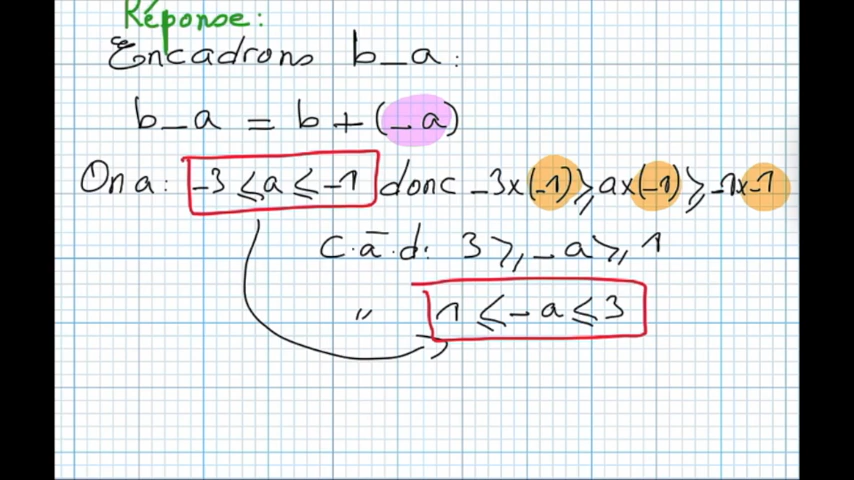 Réponse:
Encadrons b_a:
b_a = b + (_a)
On a: -3 ≤ a ≤ -1 donc -3x(-1) ≥ ax(-1) ≥ -1x-1
c.à.d: 3 ≥ _a ≥ 1
" 1 ≤ -a ≤ 3